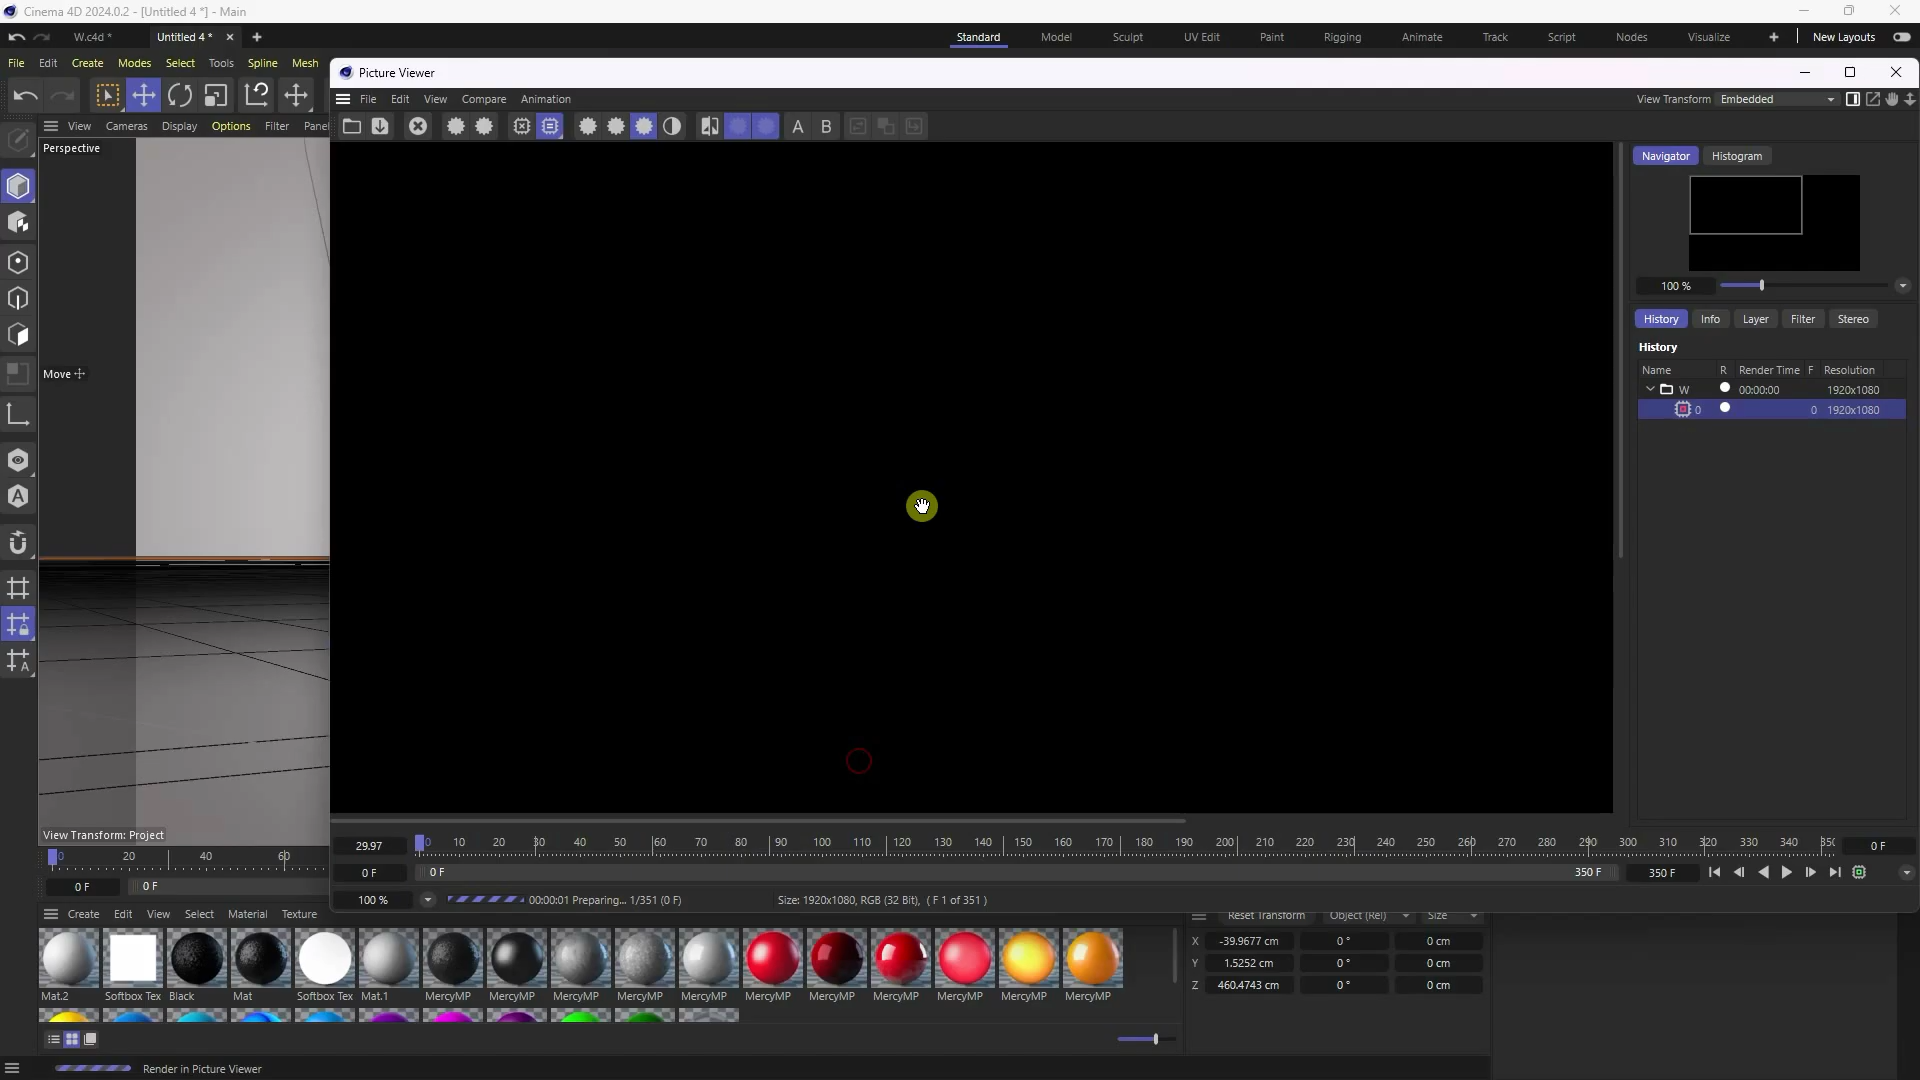 Cinema 4D 2024.0.2 - [Untitled 4 *] - Main
W.c4d *
Untitled 4 *
Standard
Model
Sculpt
UV Edit
Paint
Rigging
Animate
Track
Script
Nodes
Visualize
New Layouts
File Edit Create Modes Select Tools Spline Mesh
Picture Viewer
File Edit View Compare Animation
View Transform Embedded
View Cameras Display Options Filter Panel
A B
Perspective
Navigator Histogram
100 %
History Info Layer Filter Stereo
History
Name R Render Time F Resolution
W 00:00:00 1920x1080
0 0 1920x1080
Move
View Transform: Project
29.97
0 10 20 30 40 50 60 70 80 90 100 110 120 130 140 150 160 170 180 190 200 210 220 230 240 250 260 270 280 290 300 310 320 330 340 350
0 F
0 20 40 60
0 F
0 F
350 F
350 F
0 F
0 F
100 %
00:00:01 Preparing... 1/351 (0 F)
Size: 1920x1080, RGB (32 Bit), ( F 1 of 351 )
Create Edit View Select Material Texture
Reset Transform
Object (Rel)
Size
X -39.9677 cm 0 ° 0 cm
Y 1.5252 cm 0 ° 0 cm
Z 460.4743 cm 0 ° 0 cm
Mat.2 Softbox Tex Black Mat Softbox Tex Mat.1 MercyMP MercyMP MercyMP MercyMP MercyMP MercyMP MercyMP MercyMP MercyMP MercyMP MercyMP
Render in Picture Viewer